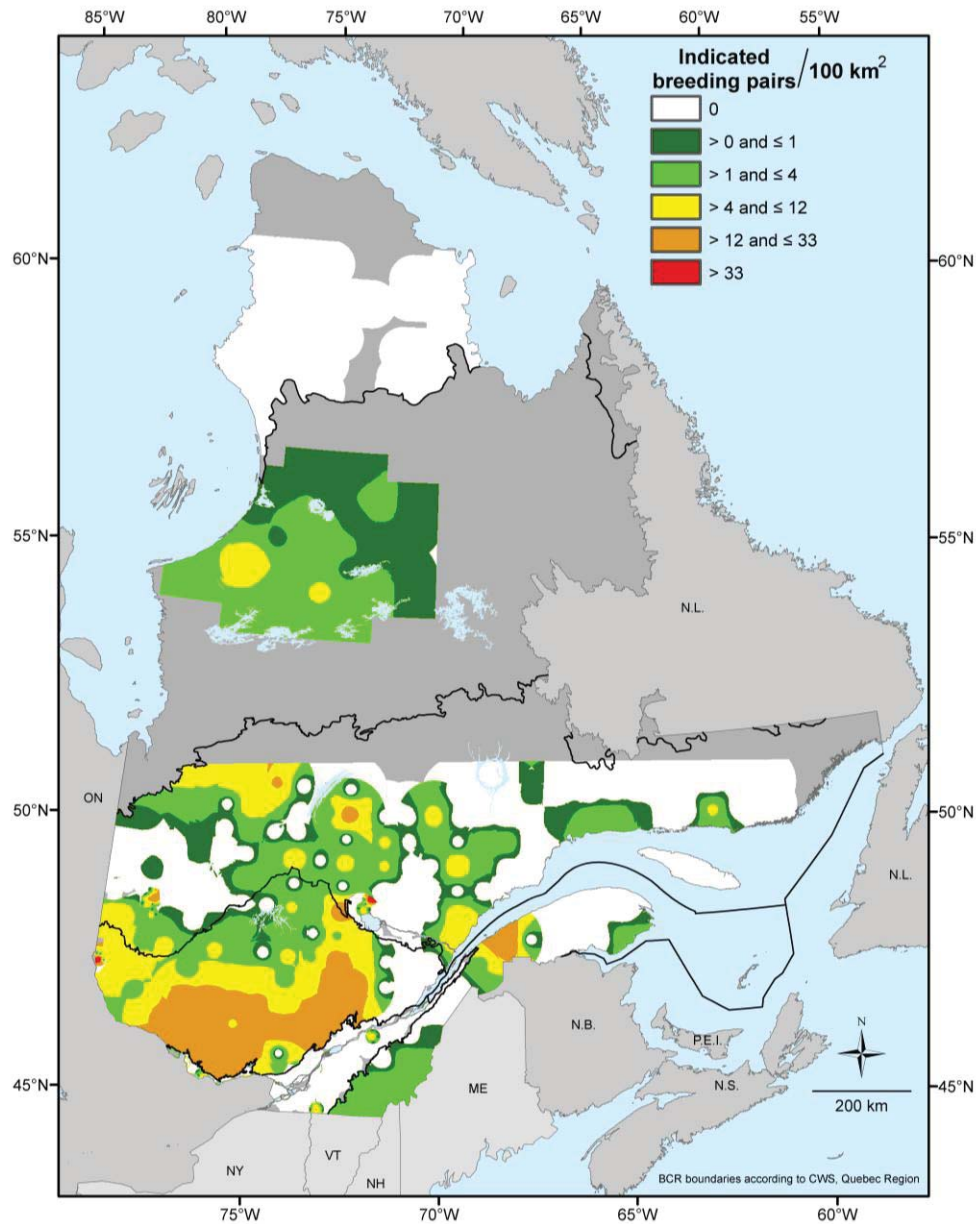 85°W 80°W 75°W 70°W 65°W 60°W 55°W
Indicated
breeding pairs/100 km²
0
> 0 and ≤ 1
> 1 and ≤ 4
> 4 and ≤ 12
> 12 and ≤ 33
> 33
60°N 60°N
55°N 55°N
N.L.
50°N 50°N
ON
N.L.
N.B.
P.E.I.
N
45°N 45°N
ME
N.S.
200 km
NY
VT
NH
BCR boundaries according to CWS, Quebec Region
75°W 70°W 65°W 60°W